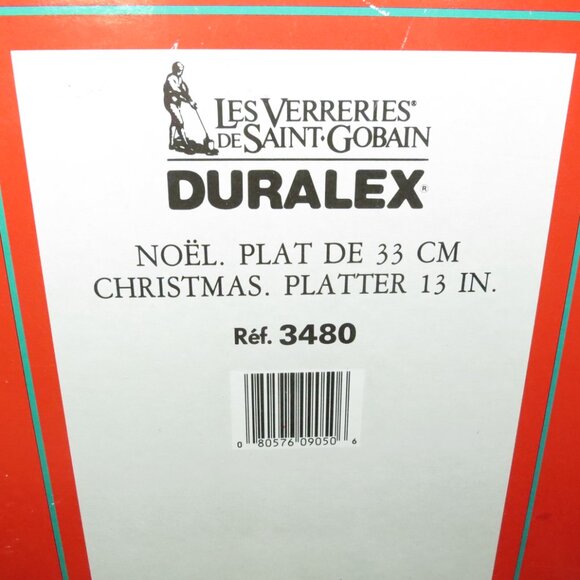 LES VERRERIES®
DE SAINT-GOBAIN
DURALEX®
NOËL. PLAT DE 33 CM
CHRISTMAS. PLATTER 13 IN.
Réf. 3480
0 80576 09050 6